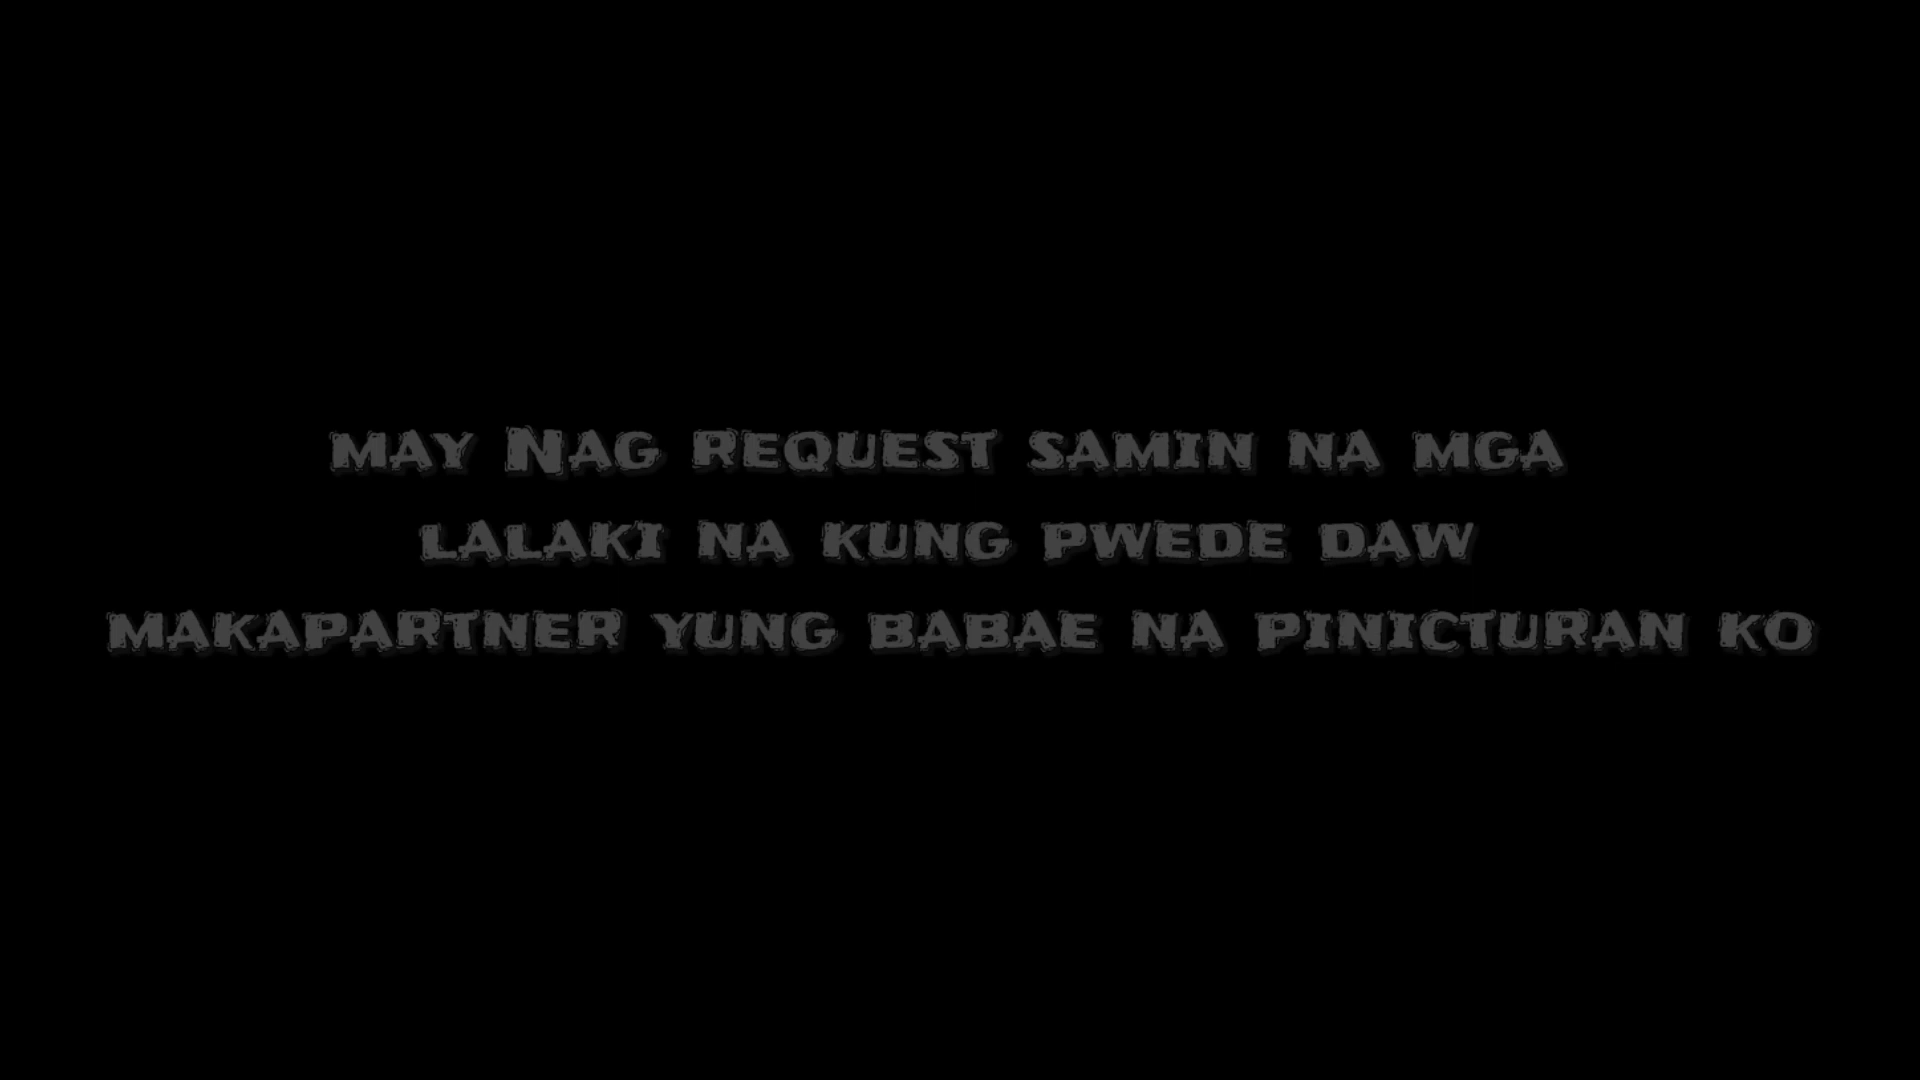 MAY NAG REQUEST SAMIN NA MGA
LALAKI NA KUNG PWEDE DAW
MAKAPARTNER YUNG BABAE NA PINICTURAN KO